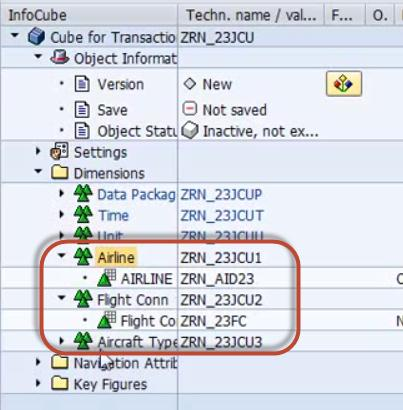 InfoCube Techn. name / val... F... O.
Cube for Transactio ZRN_23JCU
Object Informat
Version New
Save Not saved
Object Statu Inactive, not ex...
Settings
Dimensions
Data Packag ZRN_23JCUP
Time ZRN_23JCUT
Unit ZRN_23JCUU
Airline ZRN_23JCU1
AIRLINE ZRN_AID23
Flight Conn ZRN_23JCU2
Flight Co ZRN_23FC
Aircraft Type ZRN_23JCU3
Navigation Attrib
Key Figures